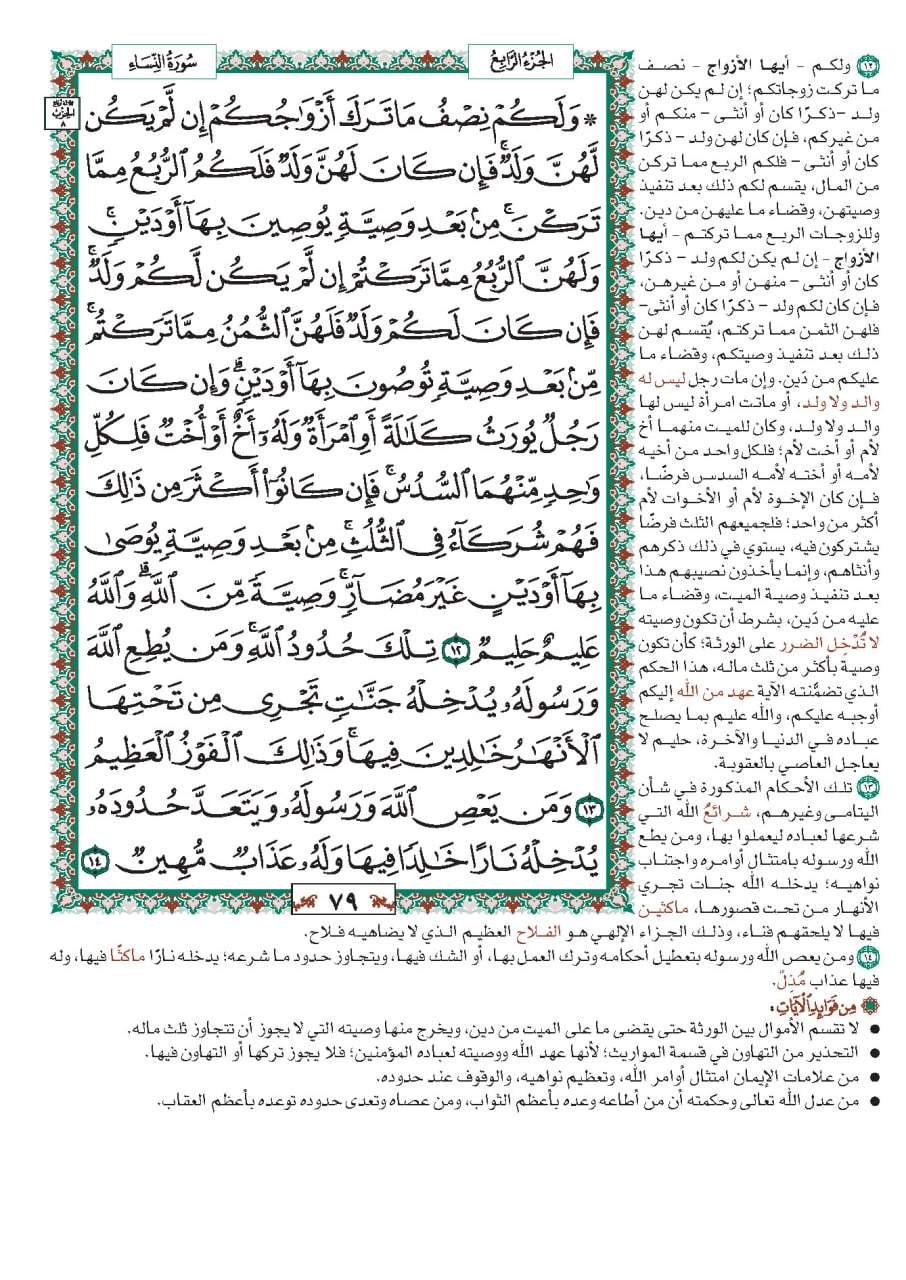 الجُزْءُ الرَّابِعُ
سُورَةُ النِّسَاءِ
۞ وَلَكُمۡ نِصۡفُ مَا تَرَكَ أَزۡوَٰجُكُمۡ إِن لَّمۡ يَكُن
لَّهُنَّ وَلَدٞۚ فَإِن كَانَ لَهُنَّ وَلَدٞ فَلَكُمُ ٱلرُّبُعُ مِمَّا
تَرَكۡنَۚ مِنۢ بَعۡدِ وَصِيَّةٖ يُوصِينَ بِهَآ أَوۡ دَيۡنٖۚ
وَلَهُنَّ ٱلرُّبُعُ مِمَّا تَرَكۡتُمۡ إِن لَّمۡ يَكُن لَّكُمۡ وَلَدٞۚ
فَإِن كَانَ لَكُمۡ وَلَدٞ فَلَهُنَّ ٱلثُّمُنُ مِمَّا تَرَكۡتُمۚ
مِّنۢ بَعۡدِ وَصِيَّةٖ تُوصُونَ بِهَآ أَوۡ دَيۡنٖۗ وَإِن كَانَ
رَجُلٞ يُورَثُ كَلَٰلَةً أَوِ ٱمۡرَأَةٞ وَلَهُۥٓ أَخٌ أَوۡ أُخۡتٞ فَلِكُلِّ
وَٰحِدٖ مِّنۡهُمَا ٱلسُّدُسُۚ فَإِن كَانُوٓاْ أَكۡثَرَ مِن ذَٰلِكَ
فَهُمۡ شُرَكَآءُ فِي ٱلثُّلُثِۚ مِنۢ بَعۡدِ وَصِيَّةٖ يُوصَىٰ
بِهَآ أَوۡ دَيۡنٍ غَيۡرَ مُضَآرّٖۚ وَصِيَّةٗ مِّنَ ٱللَّهِۗ وَٱللَّهُ
عَلِيمٌ حَلِيمٞ ١٢ تِلۡكَ حُدُودُ ٱللَّهِۚ وَمَن يُطِعِ ٱللَّهَ
وَرَسُولَهُۥ يُدۡخِلۡهُ جَنَّٰتٖ تَجۡرِي مِن تَحۡتِهَا
ٱلۡأَنۡهَٰرُ خَٰلِدِينَ فِيهَاۚ وَذَٰلِكَ ٱلۡفَوۡزُ ٱلۡعَظِيمُ
١٣ وَمَن يَعۡصِ ٱللَّهَ وَرَسُولَهُۥ وَيَتَعَدَّ حُدُودَهُۥ
يُدۡخِلۡهُ نَارًا خَٰلِدٗا فِيهَا وَلَهُۥ عَذَابٞ مُّهِينٞ ١٤
٧٩
١٢ ولكم - أيها الأزواج - نصف
ما تركت زوجاتكم؛ إن لم يكن لهن
ولد -ذكرًا كان أو أنثى- منكم أو
من غيركم، فإن كان لهن ولد - ذكرًا
كان أو أنثى - فلكم الربع مما تركن
من المال، يقسم لكم ذلك بعد تنفيذ
وصيتهن، وقضاء ما عليهن من دين.
وللزوجات الربع مما تركتم - أيها
الأزواج - إن لم يكن لكم ولد - ذكرًا
كان أو أنثى - منهن أو من غيرهن،
فإن كان لكم ولد - ذكرًا كان أو أنثى-
فلهن الثمن مما تركتم، يُقسم لهن
ذلك بعد تنفيذ وصيتكم، وقضاء ما
عليكم من دَين. وإن مات رجل ليس له
والد ولا ولد، أو ماتت امرأة ليس لها
والد ولا ولد، وكان للميت منهما أخ
لأم أو أخت لأم؛ فلكل واحد من أخيه
لأمه أو أخته لأمه السدس فرضًا،
فإن كان الإخوة لأم أو الأخوات لأم
أكثر من واحد؛ فلجميعهم الثلث فرضًا
يشتركون فيه، يستوي في ذلك ذكرهم
وأنثاهم، وإنما يأخذون نصيبهم هذا
بعد تنفيذ وصية الميت، وقضاء ما
عليه من دَين، بشرط أن تكون وصيته
لا تُدْخِل الضرر على الورثة؛ كأن تكون
وصية بأكثر من ثلث ماله، هذا الحكم
الذي تضمَّنته الآية عهد من الله إليكم
أوجبه عليكم، والله عليم بما يصلح
عباده في الدنيا والآخرة، حليم لا
يعاجل العاصي بالعقوبة.
١٣ تلك الأحكام المذكورة في شأن
اليتامى وغيرهم، شرائعُ الله التي
شرعها لعباده ليعملوا بها، ومن يطع
الله ورسوله بامتثال أوامره واجتناب
نواهيه؛ يدخله الله جنات تجري
الأنهار من تحت قصورها، ماكثين
فيها لا يلحقهم فناء، وذلك الجزاء الإلهي هو الفلاح العظيم الذي لا يضاهيه فلاح.
١٤ ومن يعص الله ورسوله بتعطيل أحكامه وترك العمل بها، أو الشك فيها، ويتجاوز حدود ما شرعه؛ يدخله نارًا ماكثًا فيها، وله
فيها عذاب مُذِلّ.
مِن فَوَائِدِ الآيَاتِ:
● لا تقسم الأموال بين الورثة حتى يقضى ما على الميت من دين، ويخرج منها وصيته التي لا يجوز أن تتجاوز ثلث ماله.
● التحذير من التهاون في قسمة المواريث؛ لأنها عهد الله ووصيته لعباده المؤمنين؛ فلا يجوز تركها أو التهاون فيها.
● من علامات الإيمان امتثال أوامر الله، وتعظيم نواهيه، والوقوف عند حدوده.
● من عدل الله تعالى وحكمته أن من أطاعه وعده بأعظم الثواب، ومن عصاه وتعدى حدوده توعده بأعظم العقاب.